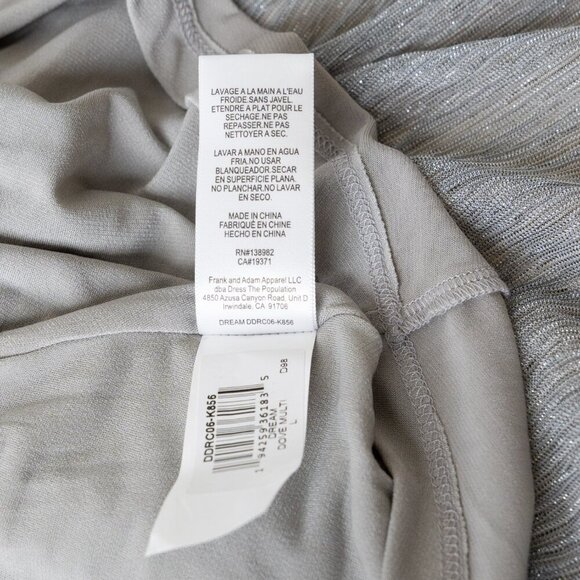 LAVAGE A LA MAIN A L'EAU
FROIDE.SANS JAVEL.
ETENDRE A PLAT POUR LE
SECHAGE.NE PAS
REPASSER.NE PAS
NETTOYER A SEC.
LAVAR A MANO EN AGUA
FRIA.NO USAR
BLANQUEADOR.SECAR
EN SUPERFICIE PLANA.
NO PLANCHAR.NO LAVAR
EN SECO.
MADE IN CHINA
FABRIQUÉ EN CHINE
HECHO EN CHINA
RN#138982
CA#19371
Frank and Adam Apparel LLC
dba Dress The Population
4850 Azusa Canyon Road, Unit D
Irwindale, CA 91706
DREAM DDRC06-K856
DDRC06-K856
1 94259 36183 5
DREAM
DOVE MULTI
L
D98